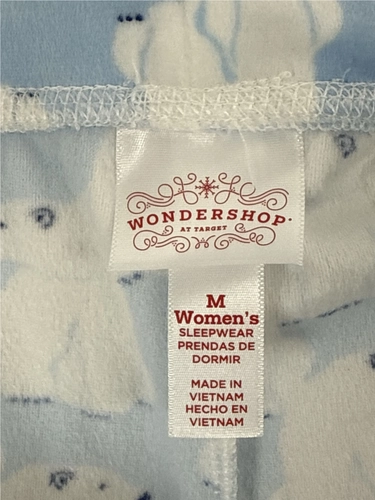 WONDERSHOP
AT TARGET
M
Women's
SLEEPWEAR
PRENDAS DE
DORMIR
MADE IN
VIETNAM
HECHO EN
VIETNAM